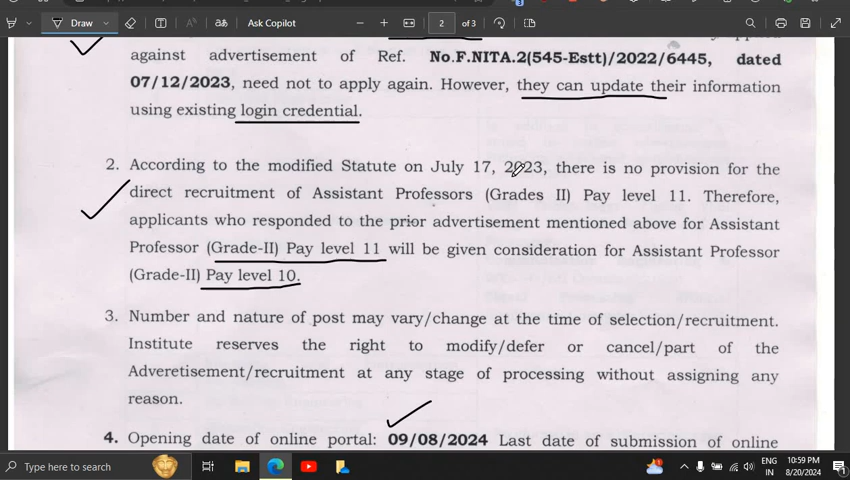 Draw
Ask Copilot
2
of 3
against advertisement of Ref. No.F.NITA.2(545-Estt)/2022/6445, dated
07/12/2023, need not to apply again. However, they can update their information
using existing login credential.
2. According to the modified Statute on July 17, 2023, there is no provision for the
direct recruitment of Assistant Professors (Grades II) Pay level 11. Therefore,
applicants who responded to the prior advertisement mentioned above for Assistant
Professor (Grade-II) Pay level 11 will be given consideration for Assistant Professor
(Grade-II) Pay level 10.
3. Number and nature of post may vary/change at the time of selection/recruitment.
Institute reserves the right to modify/defer or cancel/part of the
Adveretisement/recruitment at any stage of processing without assigning any
reason.
4. Opening date of online portal: 09/08/2024 Last date of submission of online
Type here to search
ENG
IN
10:59 PM
8/20/2024